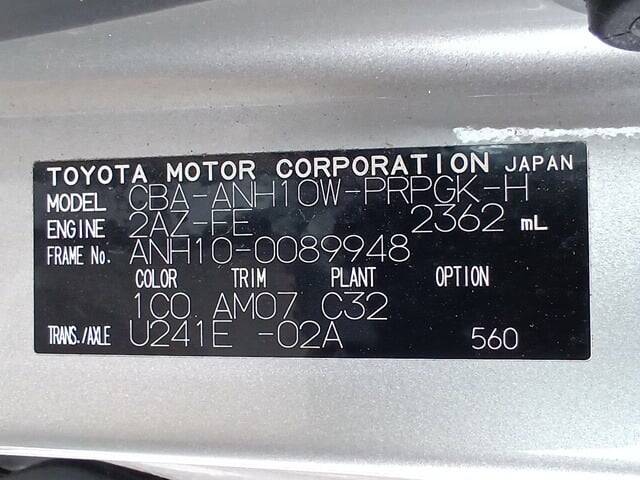 TOYOTA MOTOR CORPORATION JAPAN
MODEL CBA-ANH10W-PRPGK-H
ENGINE 2AZ-FE 2362 mL
FRAME No. ANH10-0089948
COLOR TRIM PLANT OPTION
1C0 AM07 C32
TRANS./AXLE U241E -02A 560